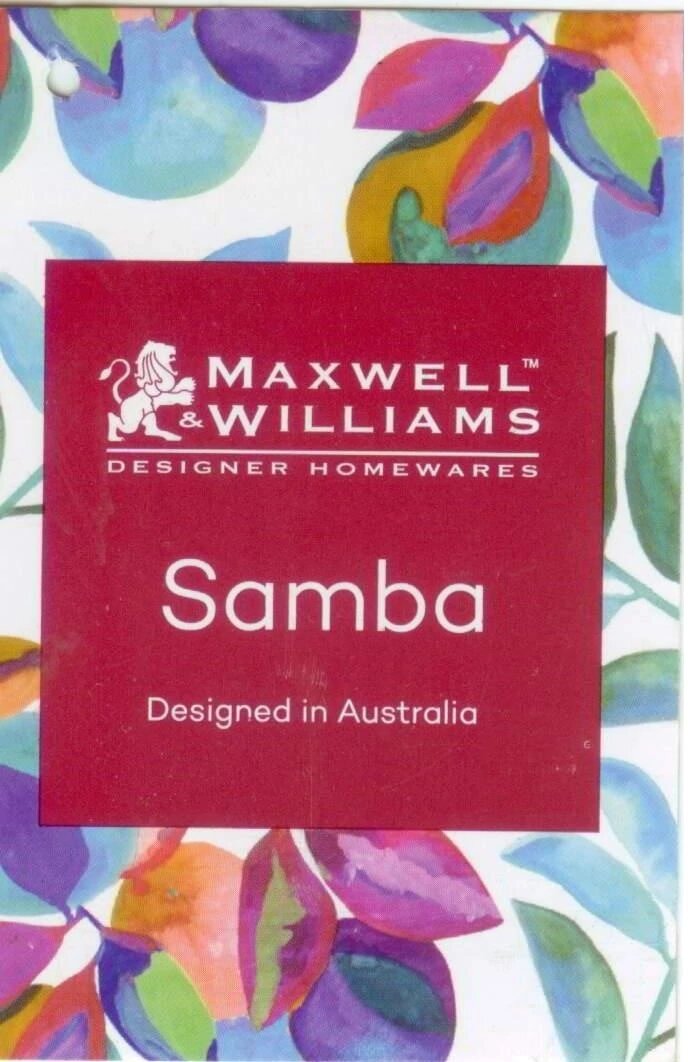 MAXWELL™
& WILLIAMS
DESIGNER HOMEWARES
Samba
Designed in Australia